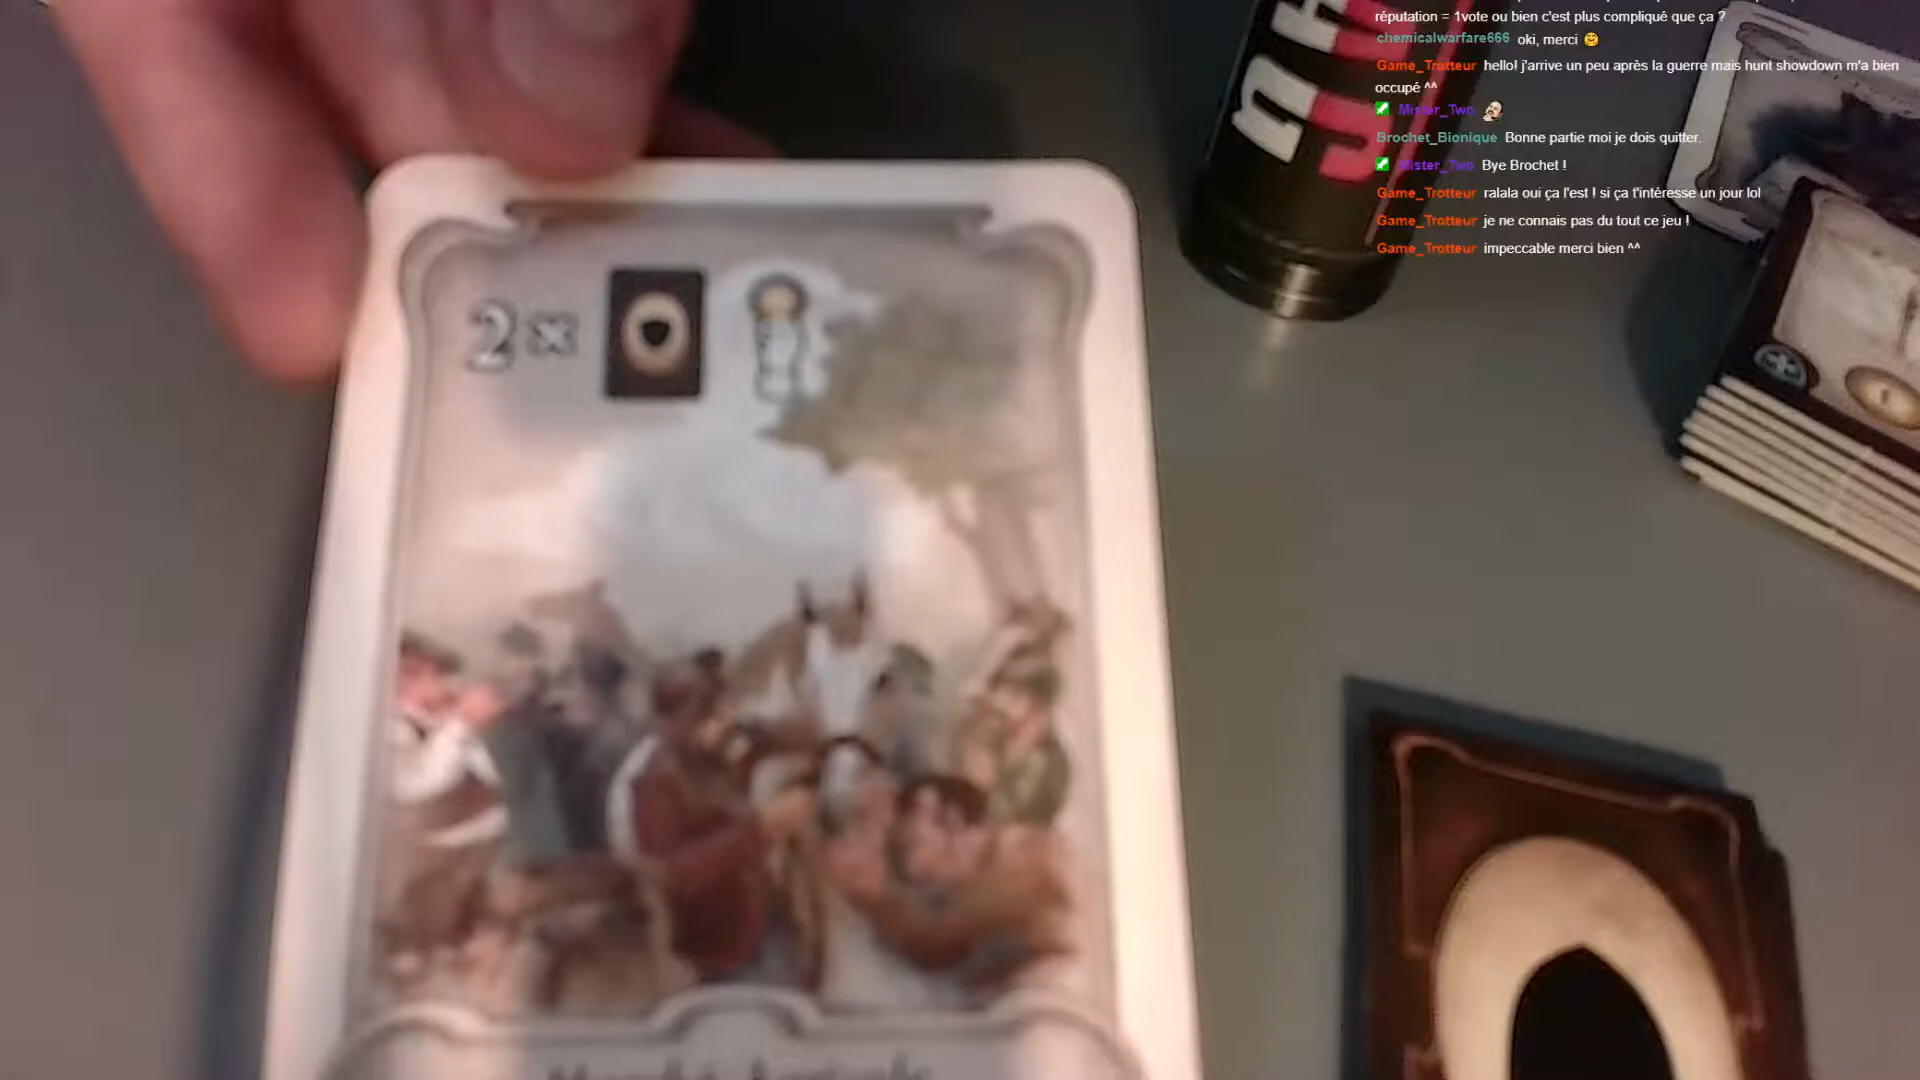 réputation = 1vote ou bien c'est plus compliqué que ça ?
chemicalwarfare666 oki, merci
Game_Trotteur hello! j'arrive un peu après la guerre mais hunt showdown m'a bien
occupé ^^
Mister_Two
Brochet_Bionique Bonne partie moi je dois quitter.
Mister_Two Bye Brochet !
Game_Trotteur ralala oui ça l'est ! si ça t'intéresse un jour lol
Game_Trotteur je ne connais pas du tout ce jeu !
Game_Trotteur impeccable merci bien ^^
2×